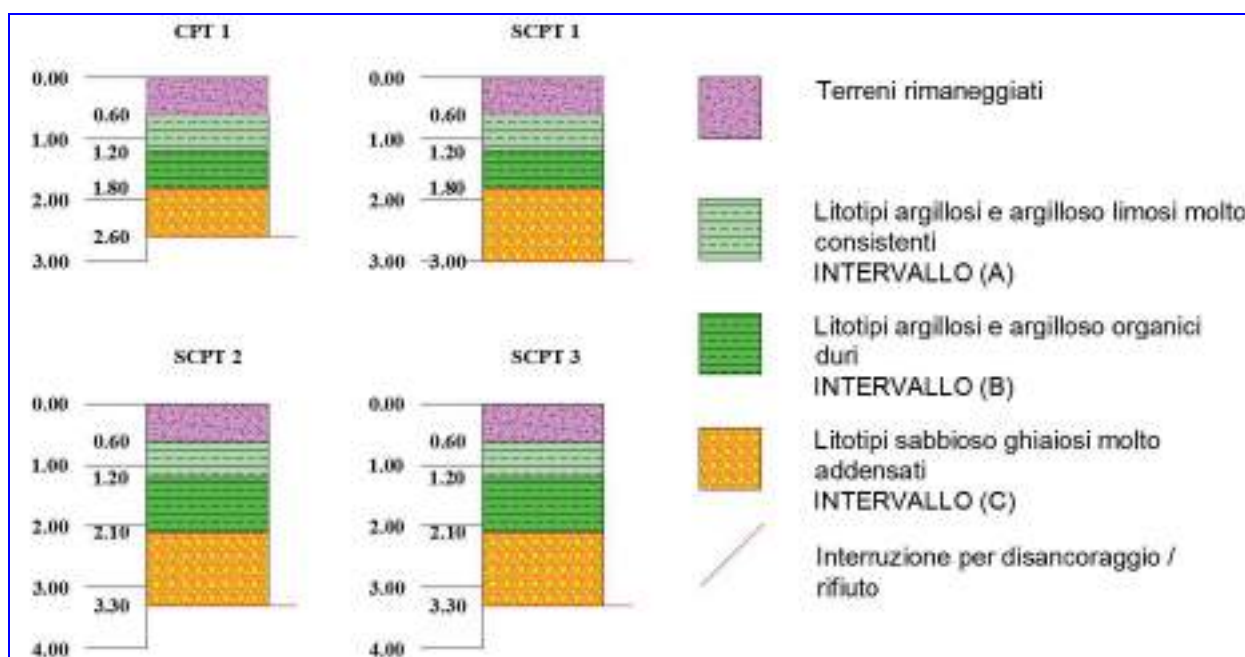 CPT 1
0.00
0.60
1.00
1.20
1.80
2.00
2.60
3.00
SCPT 1
0.00
0.60
1.00
1.20
1.80
2.00
3.00 3.00
SCPT 2
0.00
0.60
1.00
1.20
2.00
2.10
3.00
3.30
4.00
SCPT 3
0.00
0.60
1.00
1.20
2.00
2.10
3.00
3.30
4.00
Terreni rimaneggiati
Litotipi argillosi e argilloso limosi molto
consistenti
INTERVALLO (A)
Litotipi argillosi e argilloso organici
duri
INTERVALLO (B)
Litotipi sabbioso ghiaiosi molto
addensati
INTERVALLO (C)
Interruzione per disancoraggio /
rifiuto